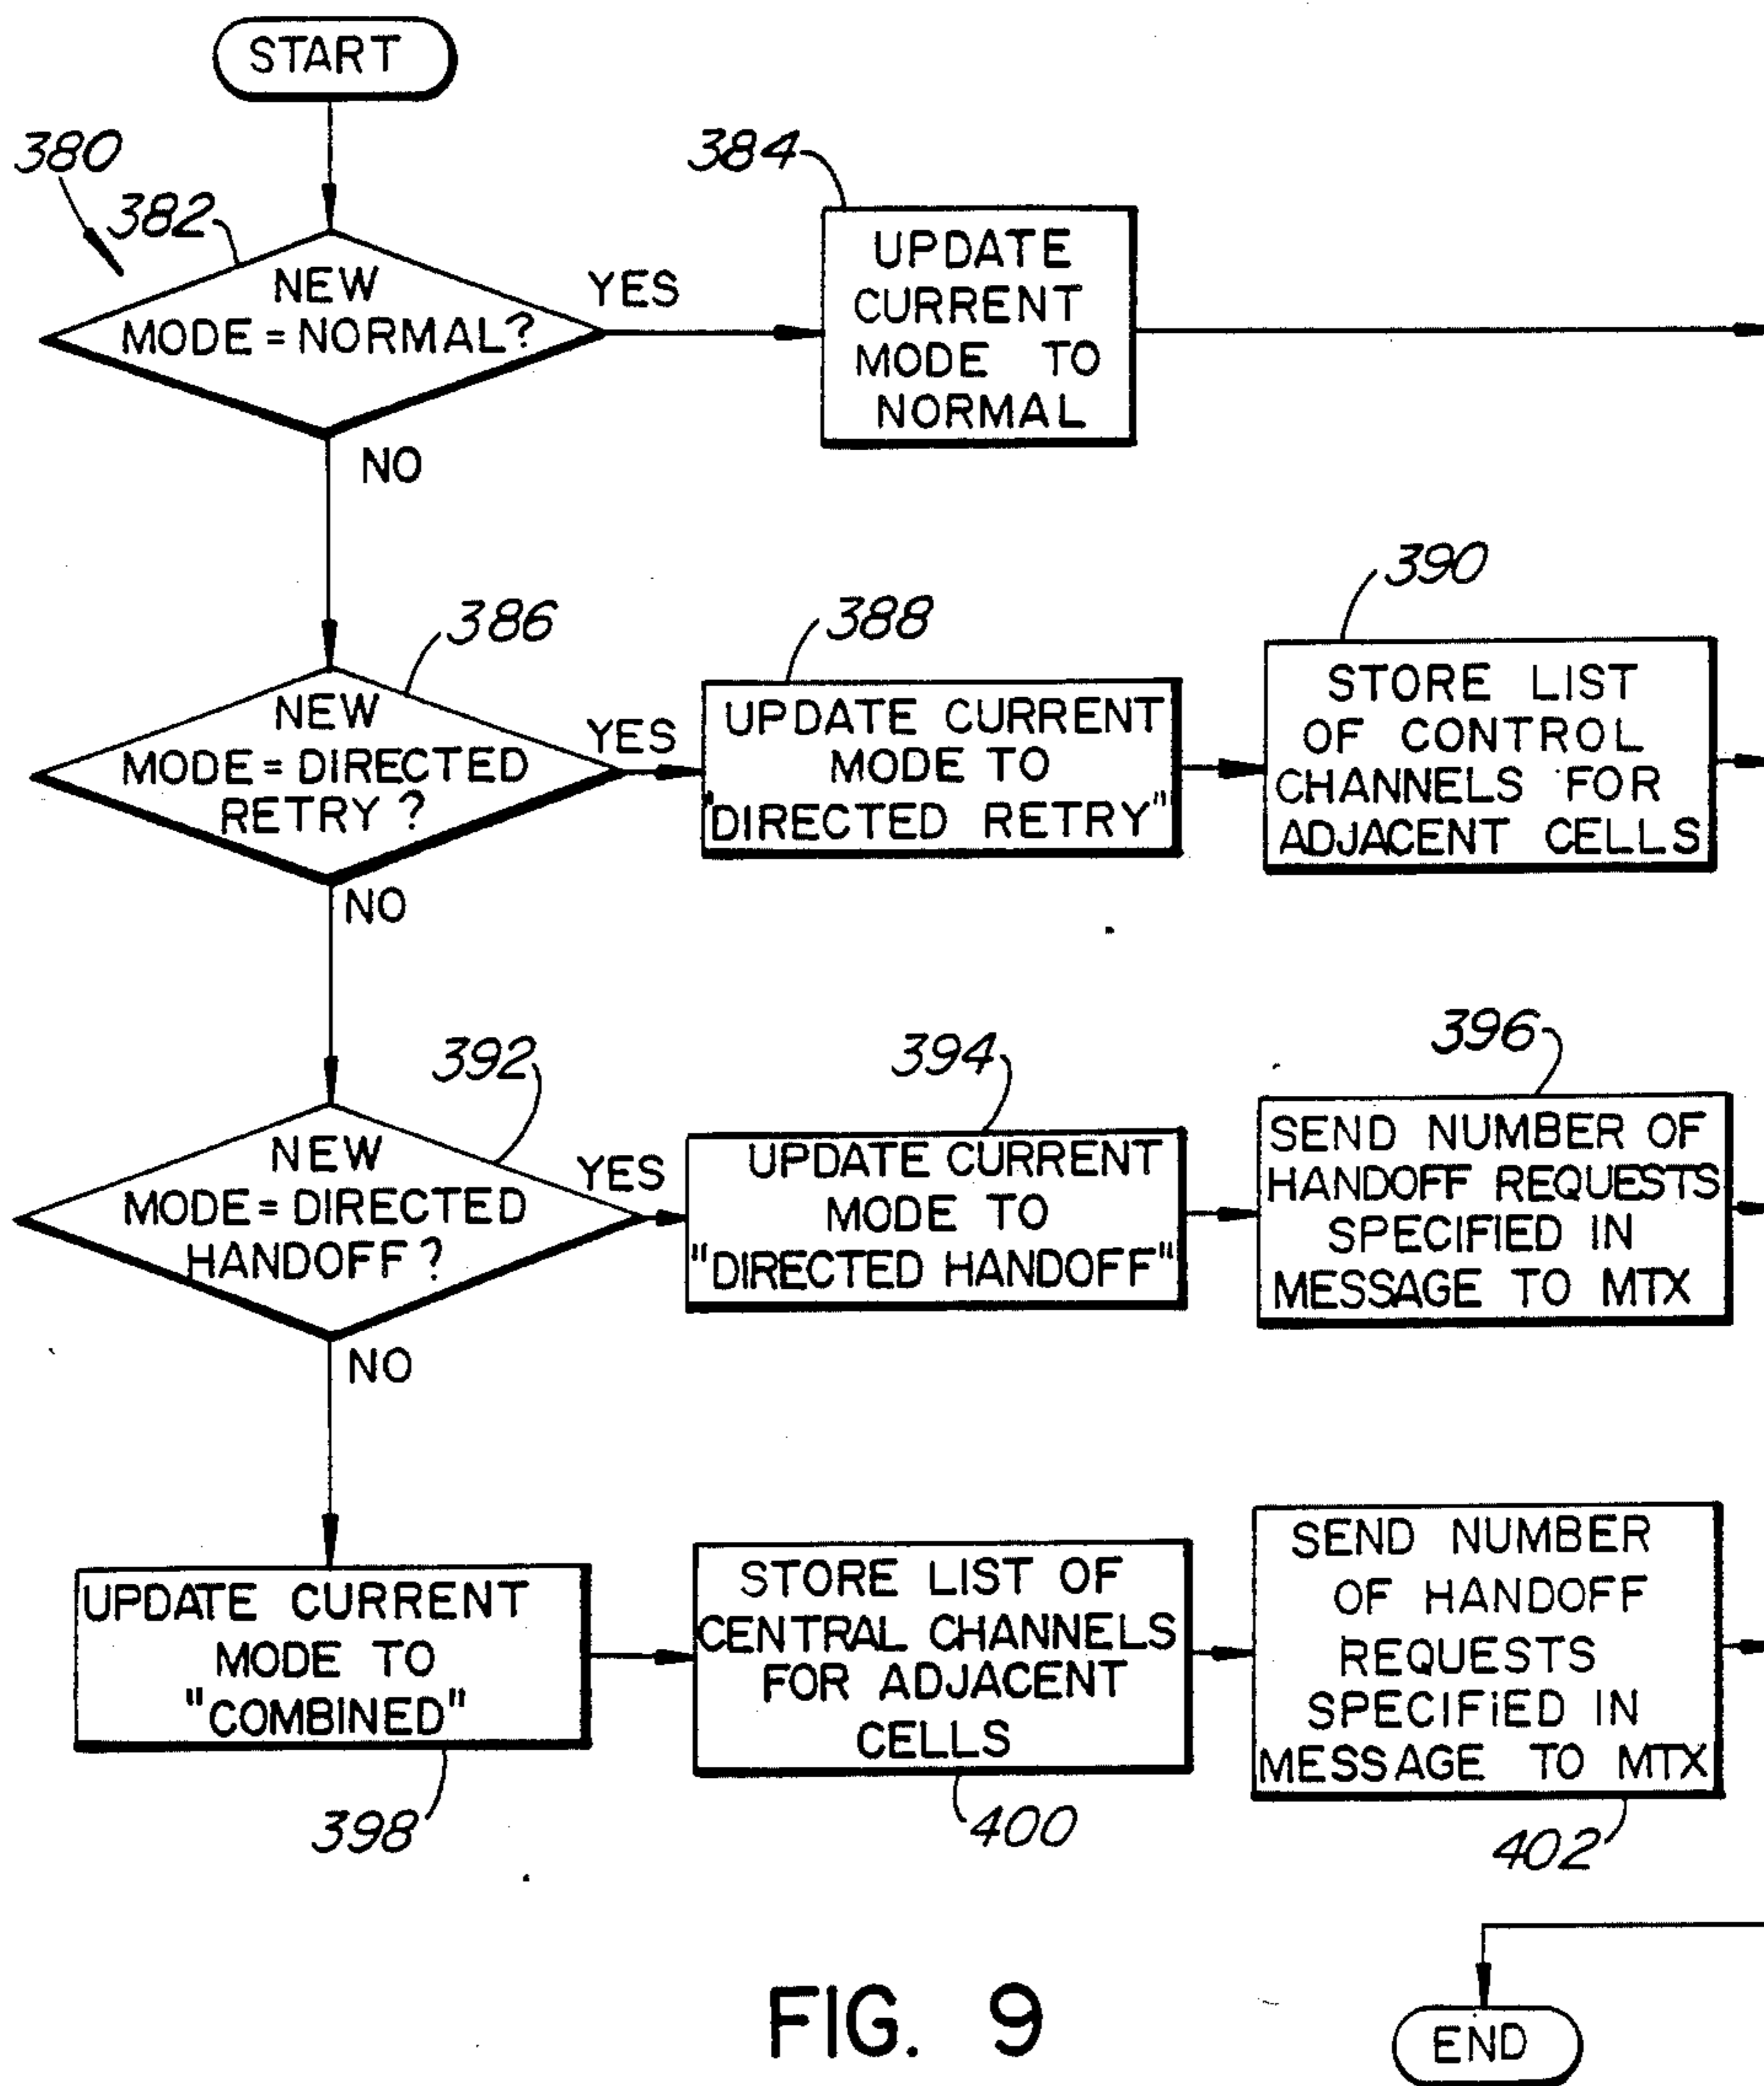 START
380
382
NEW
MODE = NORMAL?
YES
NO
384
UPDATE
CURRENT
MODE TO
NORMAL
386
NEW
MODE = DIRECTED
RETRY ?
YES
NO
388
UPDATE CURRENT
MODE TO
"DIRECTED RETRY"
390
STORE LIST
OF CONTROL
CHANNELS FOR
ADJACENT CELLS
392
NEW
MODE = DIRECTED
HANDOFF ?
YES
NO
394
UPDATE CURRENT
MODE TO
"DIRECTED HANDOFF"
396
SEND NUMBER OF
HANDOFF REQUESTS
SPECIFIED IN
MESSAGE TO MTX
UPDATE CURRENT
MODE TO
"COMBINED"
398
STORE LIST OF
CENTRAL CHANNELS
FOR ADJACENT
CELLS
400
SEND NUMBER
OF HANDOFF
REQUESTS
SPECIFIED IN
MESSAGE TO MTX
402
END
FIG. 9